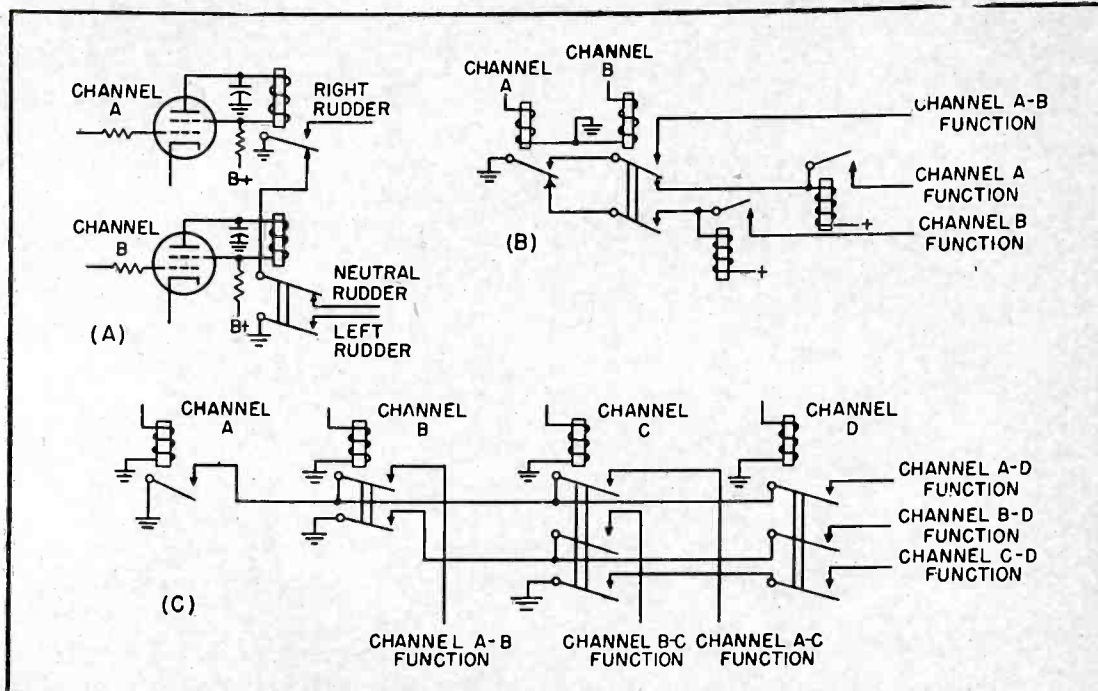 CHANNEL
A
RIGHT
RUDDER
B+
CHANNEL
B
NEUTRAL
RUDDER
B+
LEFT
RUDDER
(A)
CHANNEL
A
CHANNEL
B
CHANNEL A-B
FUNCTION
CHANNEL A
FUNCTION
+
CHANNEL B
FUNCTION
+
(B)
CHANNEL
A
CHANNEL
B
CHANNEL
C
CHANNEL
D
CHANNEL A-D
FUNCTION
CHANNEL B-D
FUNCTION
CHANNEL C-D
FUNCTION
(C)
CHANNEL A-B
FUNCTION
CHANNEL B-C
FUNCTION
CHANNEL A-C
FUNCTION